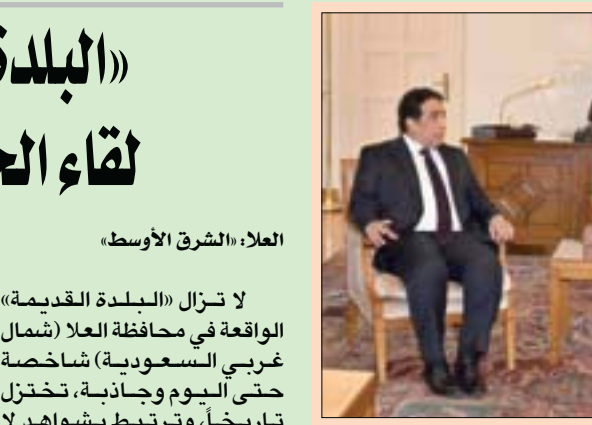 «البلدة
لقاء الح
العلا: «الشرق الأوسط»
لا تزال «البلدة القديمة»
الواقعة في محافظة العلا (شمال
غربي السعودية) شاخصة
حتى اليوم وجاذبة، تختزل
تاريخاً، وترتبط بشواهد لا